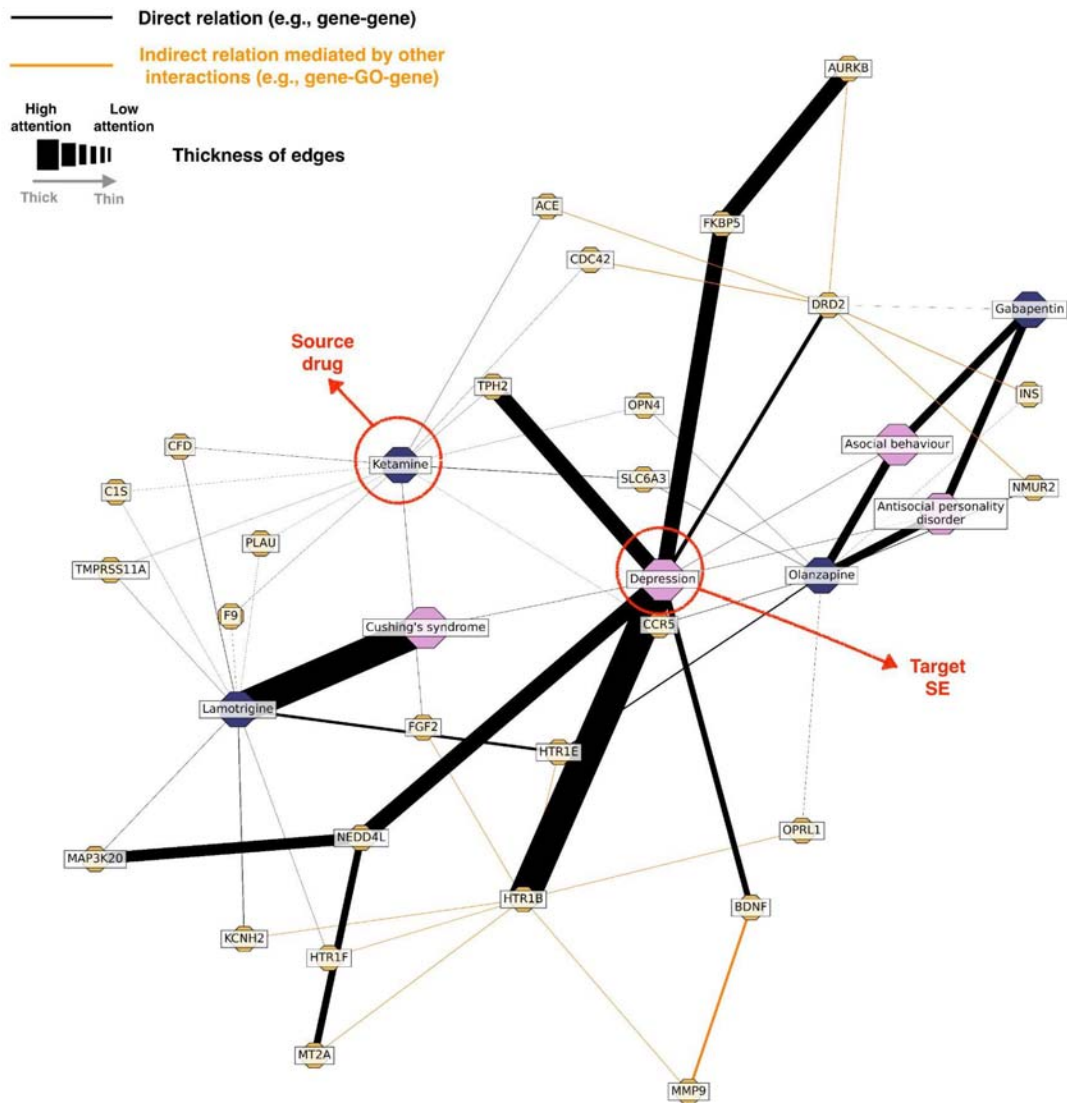 Direct relation (e.g., gene-gene)
Indirect relation mediated by other
interactions (e.g., gene-GO-gene)
High
attention
Low
attention
Thickness of edges
Thick
Thin
AURKB
ACE
FKBP5
CDC42
DRD2
Gabapentin
Source
drug
TPH2
OPN4
INS
CFD
Ketamine
Asocial behaviour
SLC6A3
C1S
NMUR2
Antisocial personality
disorder
PLAU
TMPRSS11A
Depression
Olanzapine
F9
Cushing's syndrome
CCR5
Target
SE
Lamotrigine
FGF2
HTR1E
NEDD4L
OPRL1
MAP3K20
HTR1B
BDNF
KCNH2
HTR1F
MT2A
MMP9